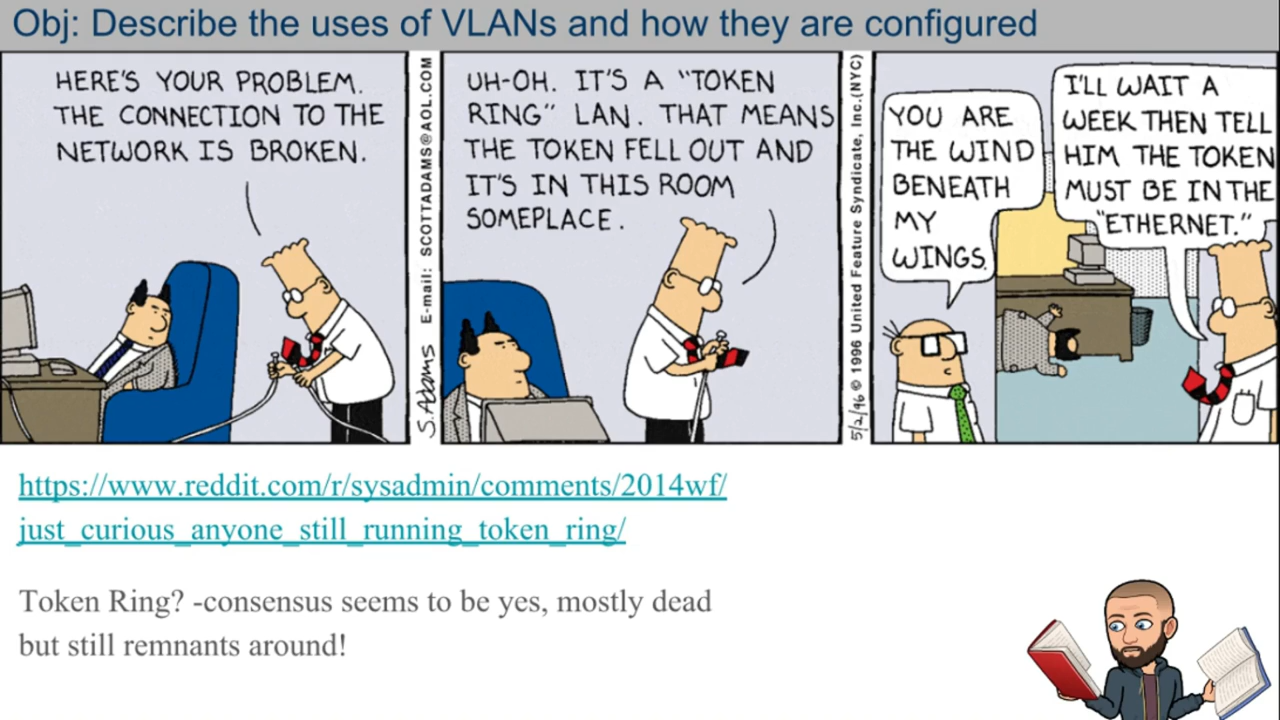 Obj: Describe the uses of VLANs and how they are configured
HERE'S YOUR PROBLEM.
THE CONNECTION TO THE
NETWORK IS BROKEN.
S. Adams E-mail: SCOTTADAMS@AOL.COM
UH-OH. IT'S A "TOKEN
RING" LAN. THAT MEANS
THE TOKEN FELL OUT AND
IT'S IN THIS ROOM
SOMEPLACE.
5/2/96 © 1996 United Feature Syndicate, Inc.(NYC)
YOU ARE
THE WIND
BENEATH
MY
WINGS.
I'LL WAIT A
WEEK THEN TELL
HIM THE TOKEN
MUST BE IN THE
"ETHERNET."
https://www.reddit.com/r/sysadmin/comments/2014wf/
just_curious_anyone_still_running_token_ring/
Token Ring? -consensus seems to be yes, mostly dead
but still remnants around!